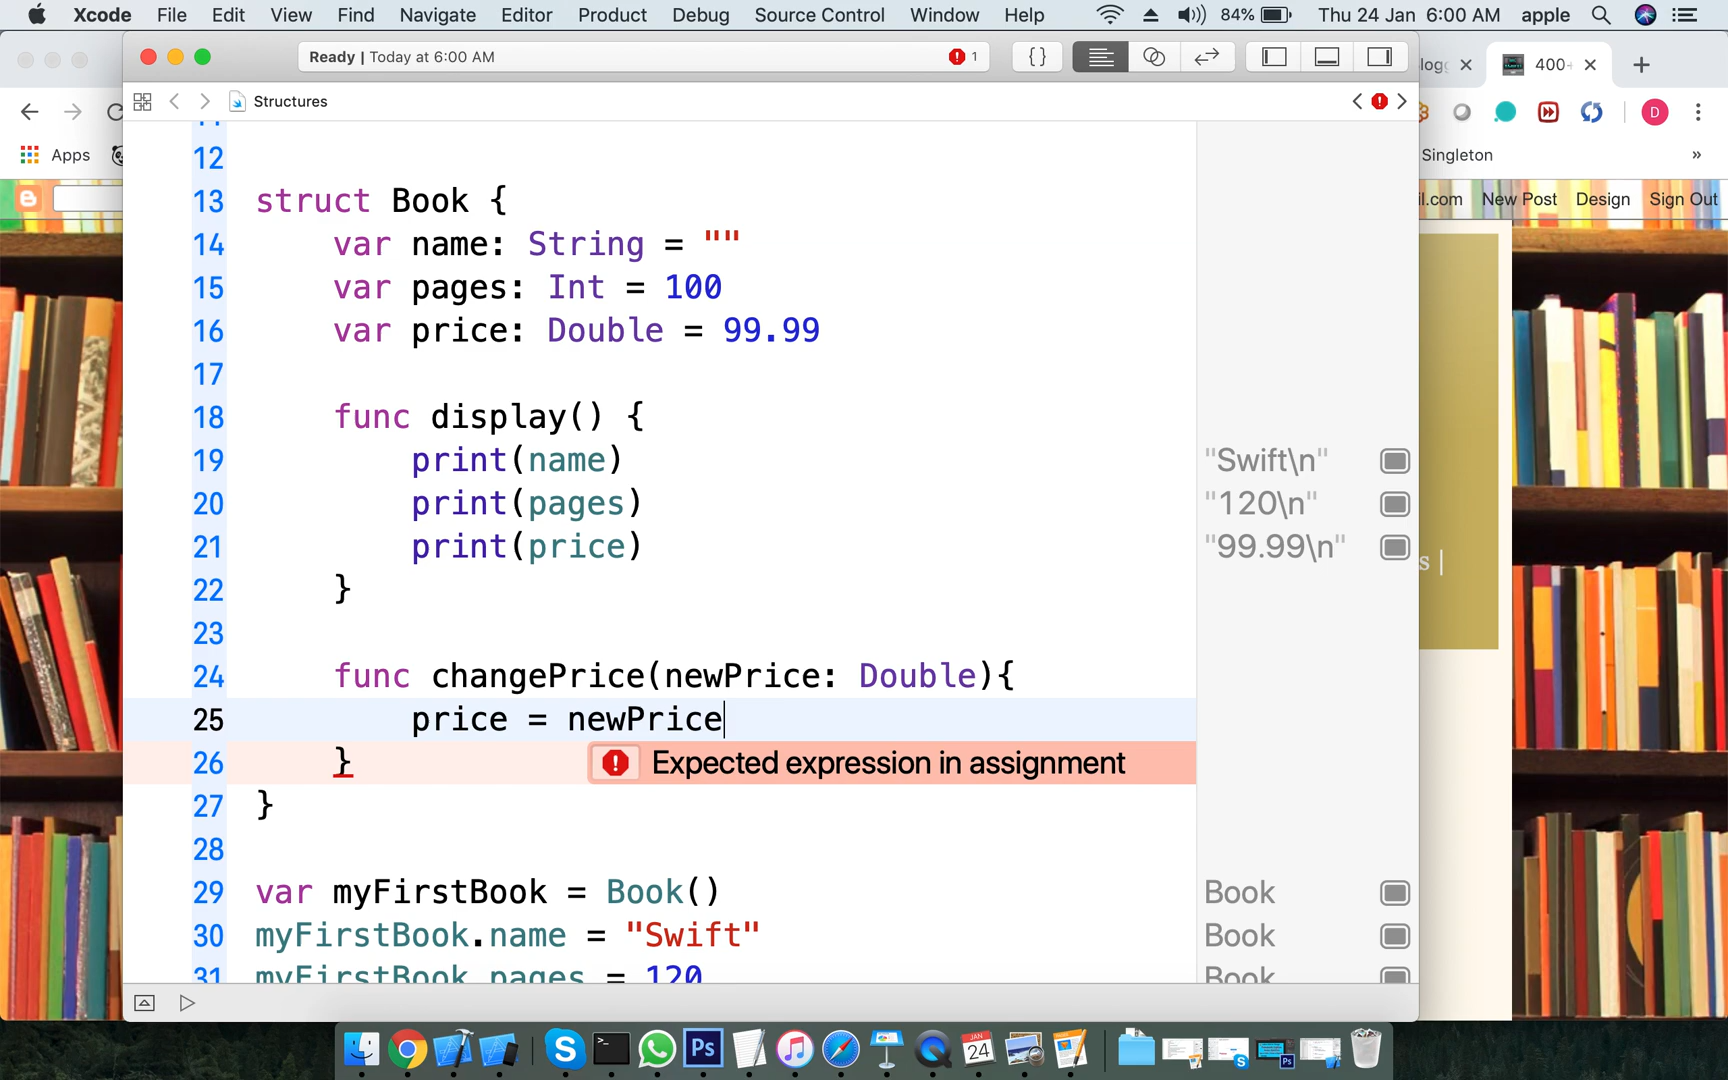 Xcode File Edit View Find Navigate Editor Product Debug Source Control Window Help 84% Thu 24 Jan 6:00 AM apple
Ready | Today at 6:00 AM 1 { } 400
Structures D
Apps Singleton
New Post Design Sign Out
12
13 struct Book {
14 var name: String = ""
15 var pages: Int = 100
16 var price: Double = 99.99
17
18 func display() {
19 print(name) "Swift\n"
20 print(pages) "120\n"
21 print(price) "99.99\n"
22 }
23
24 func changePrice(newPrice: Double){
25 price = newPrice
26 } Expected expression in assignment
27 }
28
29 var myFirstBook = Book() Book
30 myFirstBook.name = "Swift" Book
31 myFirstBook.pages = 120 Book
S Ps JAN 24 S Ps